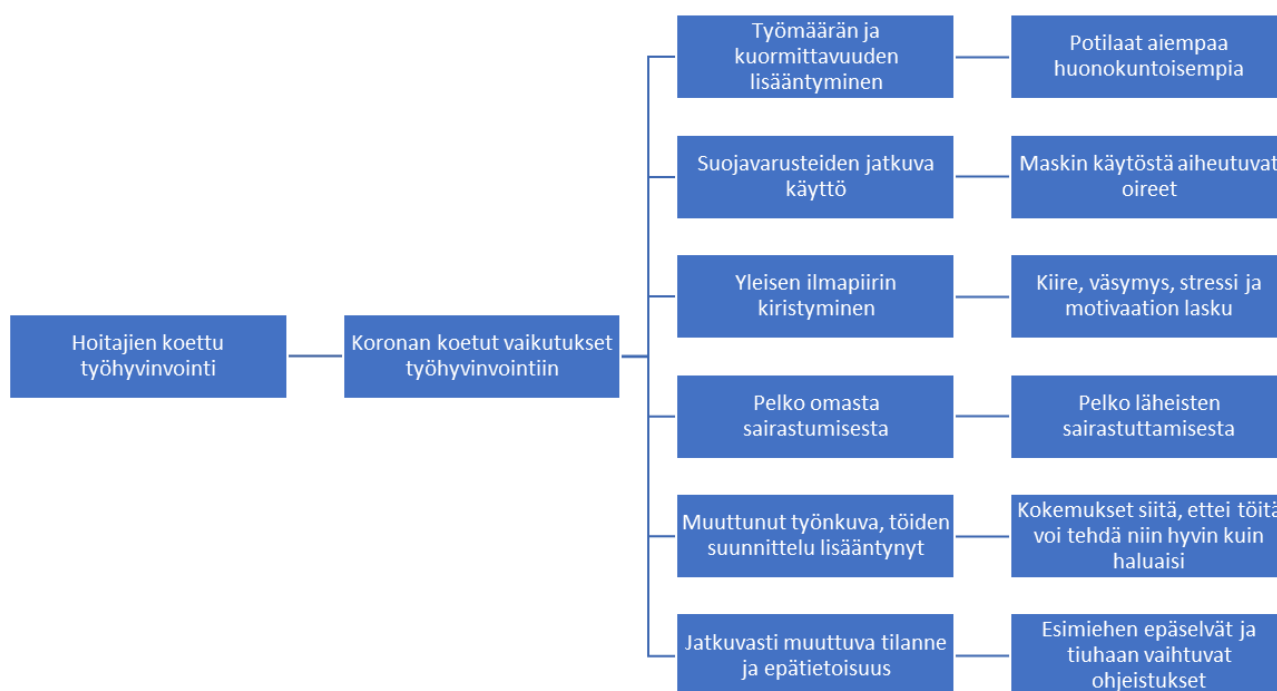 Hoitajien koettu
työhyvinvointi
Koronan koetut vaikutukset
työhyvinvointiin
Työmäärän ja
kuormittavuuden
lisääntyminen
Potilaat aiempaa
huonokuntoisempia
Suojavarusteiden jatkuva
käyttö
Maskin käytöstä aiheutuvat
oireet
Yleisen ilmapiirin
kiristyminen
Kiire, väsymys, stressi ja
motivaation lasku
Pelko omasta
sairastumisesta
Pelko läheisten
sairastuttamisesta
Muuttunut työnkuva, töiden
suunnittelu lisääntynyt
Kokemukset siitä, ettei töitä
voi tehdä niin hyvin kuin
haluaisi
Jatkuvasti muuttuva tilanne
ja epätietoisuus
Esimiehen epäselvät ja
tiuhaan vaihtuvat
ohjeistukset